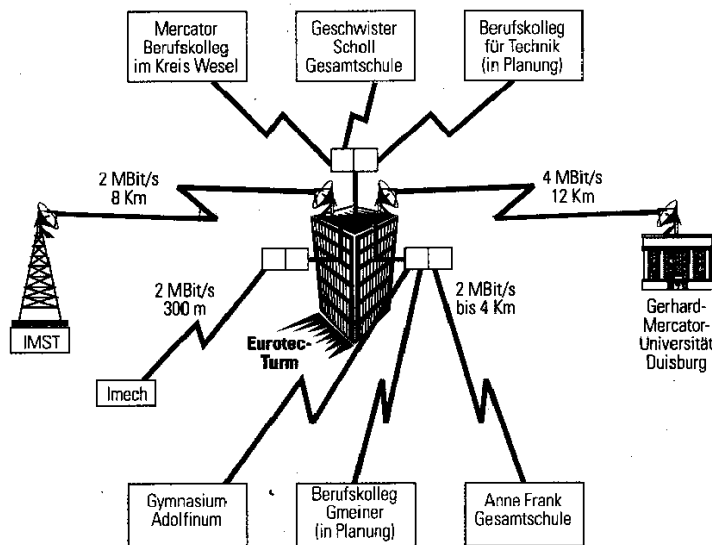 Mercator
Berufskolleg
im Kreis Wesel
Geschwister
Scholl
Gesamtschule
Berufskolleg
für Technik
(in Planung)
2 MBit/s
8 Km
4 MBit/s
12 Km
2 MBit/s
300 m
2 MBit/s
bis 4 Km
IMST
Eurotec-
Turm
Gerhard-
Mercator-
Universität
Duisburg
Imech
Gymnasium
Adolfinum
Berufskolleg
Gmeiner
(in Planung)
Anne Frank
Gesamtschule